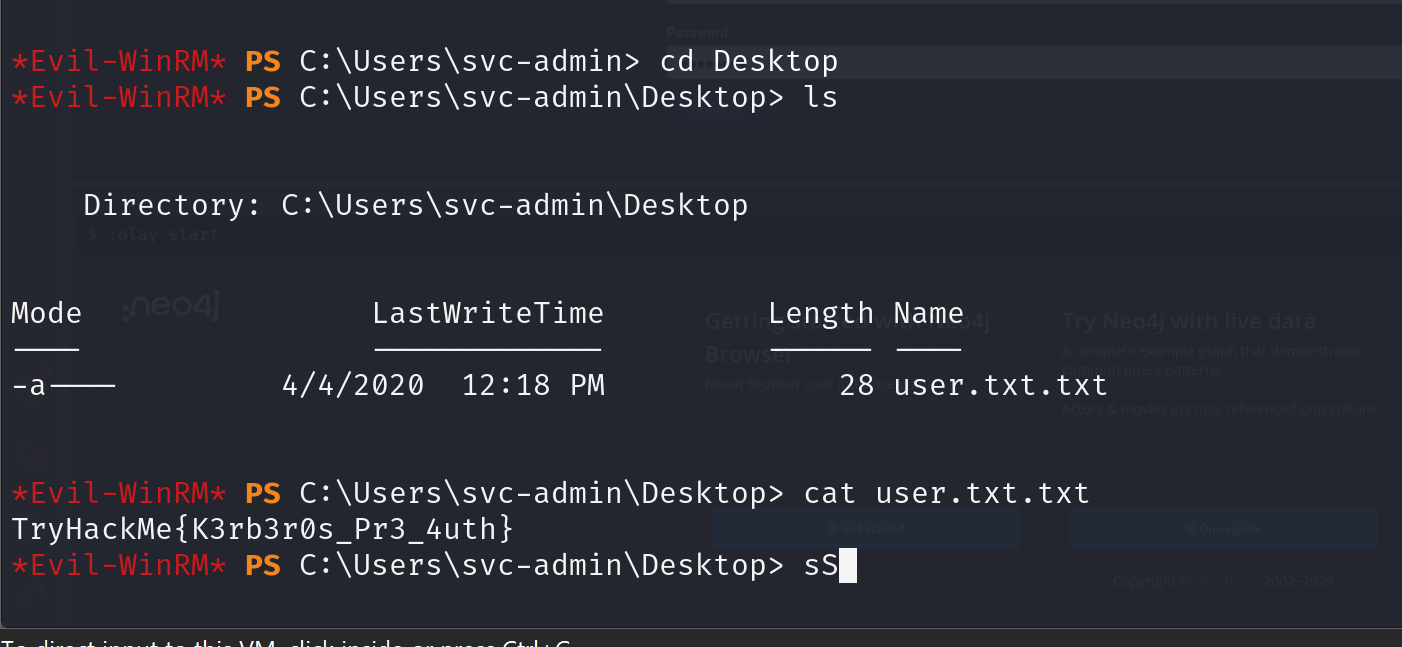 Password
*Evil-WinRM* PS C:\Users\svc-admin> cd Desktop
*Evil-WinRM* PS C:\Users\svc-admin\Desktop> ls
Directory: C:\Users\svc-admin\Desktop
$ :play start
neo4j
Mode LastWriteTime Length Name
Getting started with Neo4j
Browser
Neo4j Browser user
Try Neo4j with live data
A complete example graph that demonstrates
common query patterns.
Actors & movies in cross-referenced pop culture.
-a---- 4/4/2020 12:18 PM 28 user.txt.txt
*Evil-WinRM* PS C:\Users\svc-admin\Desktop> cat user.txt.txt
TryHackMe{K3rb3r0s_Pr3_4uth}
Get started
Open guide
*Evil-WinRM* PS C:\Users\svc-admin\Desktop> sS
Copyright © Neo4j, Inc 2002–2024
To direct input to this VM, click inside or press Ctrl+G.